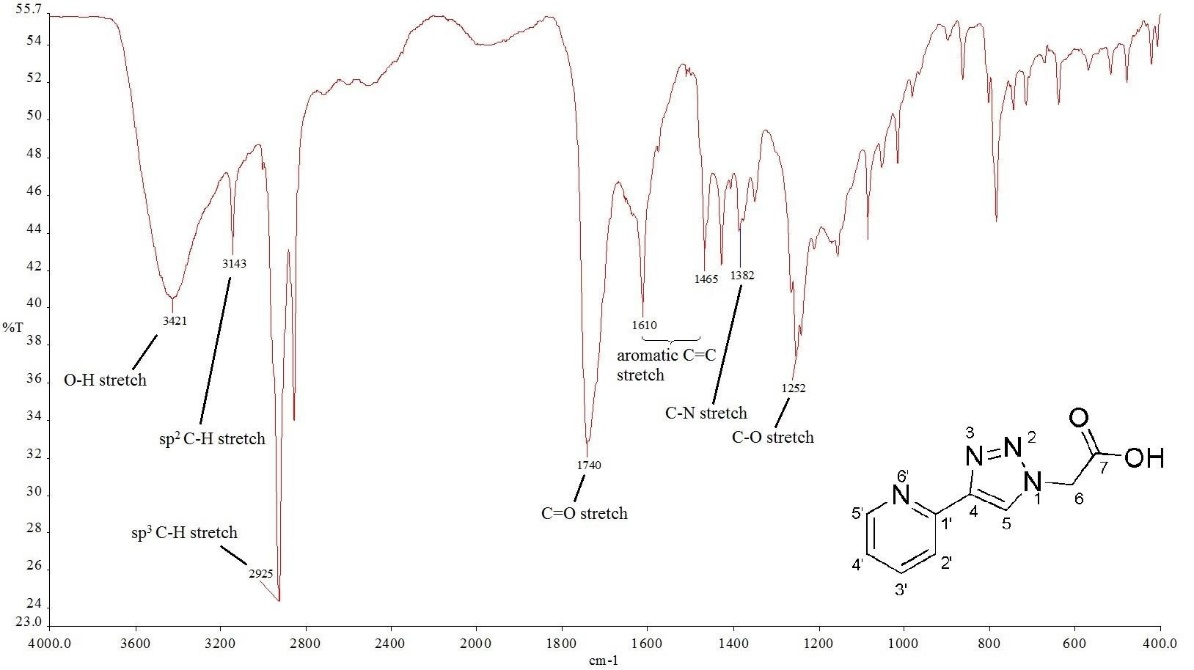 55.7
54
52
50
48
46
44
42
40
%T
38
36
34
32
30
28
26
24
23.0
4000.0 3600 3200 2800 2400 2000 1800 1600 1400 1200 1000 800 600 400.0
cm-1
3421
O-H stretch
3143
sp² C-H stretch
sp³ C-H stretch
2925
1740
C=O stretch
1610
aromatic C=C
stretch
1465
1382
C-N stretch
1252
C-O stretch
O
3 N N 2
7 OH
6' N N 1 6
5' 1' 4 5
4' 2'
3'